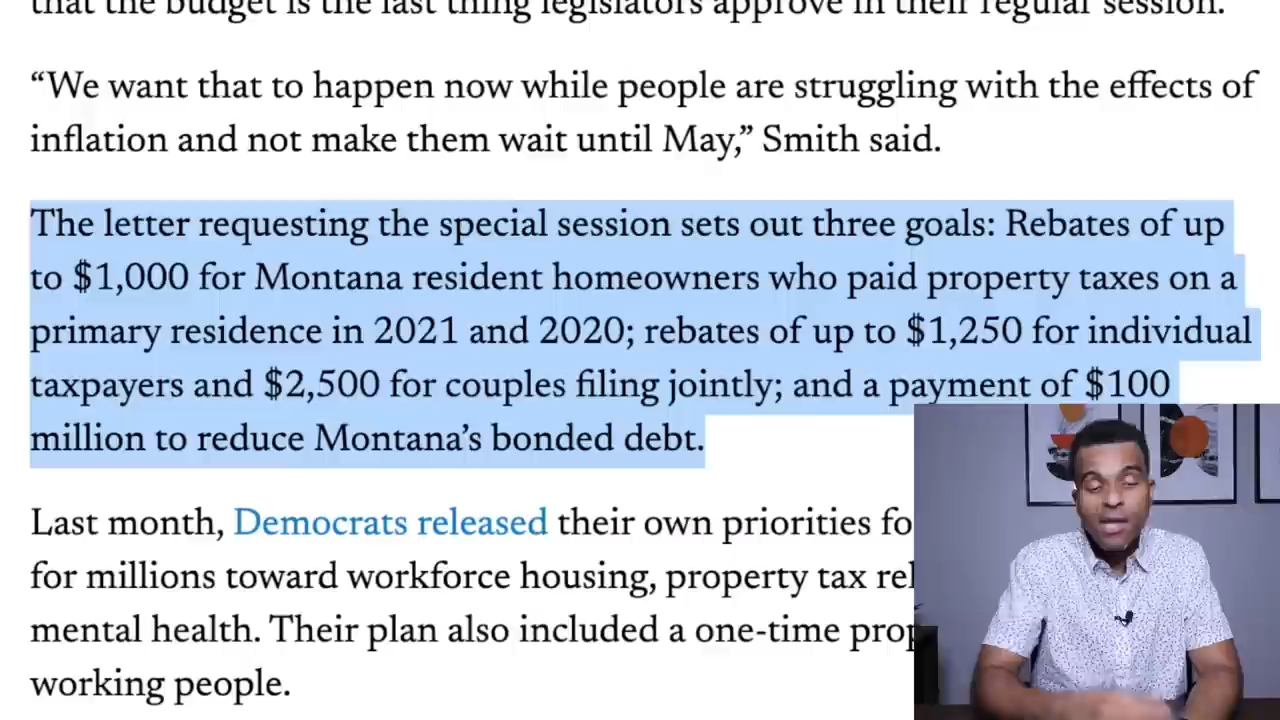 that the budget is the last thing legislators approve in their regular session.
“We want that to happen now while people are struggling with the effects of
inflation and not make them wait until May,” Smith said.
The letter requesting the special session sets out three goals: Rebates of up
to $1,000 for Montana resident homeowners who paid property taxes on a
primary residence in 2021 and 2020; rebates of up to $1,250 for individual
taxpayers and $2,500 for couples filing jointly; and a payment of $100
million to reduce Montana’s bonded debt.
Last month, Democrats released their own priorities
for millions toward workforce housing, property tax
mental health. Their plan also included a one-time
working people.